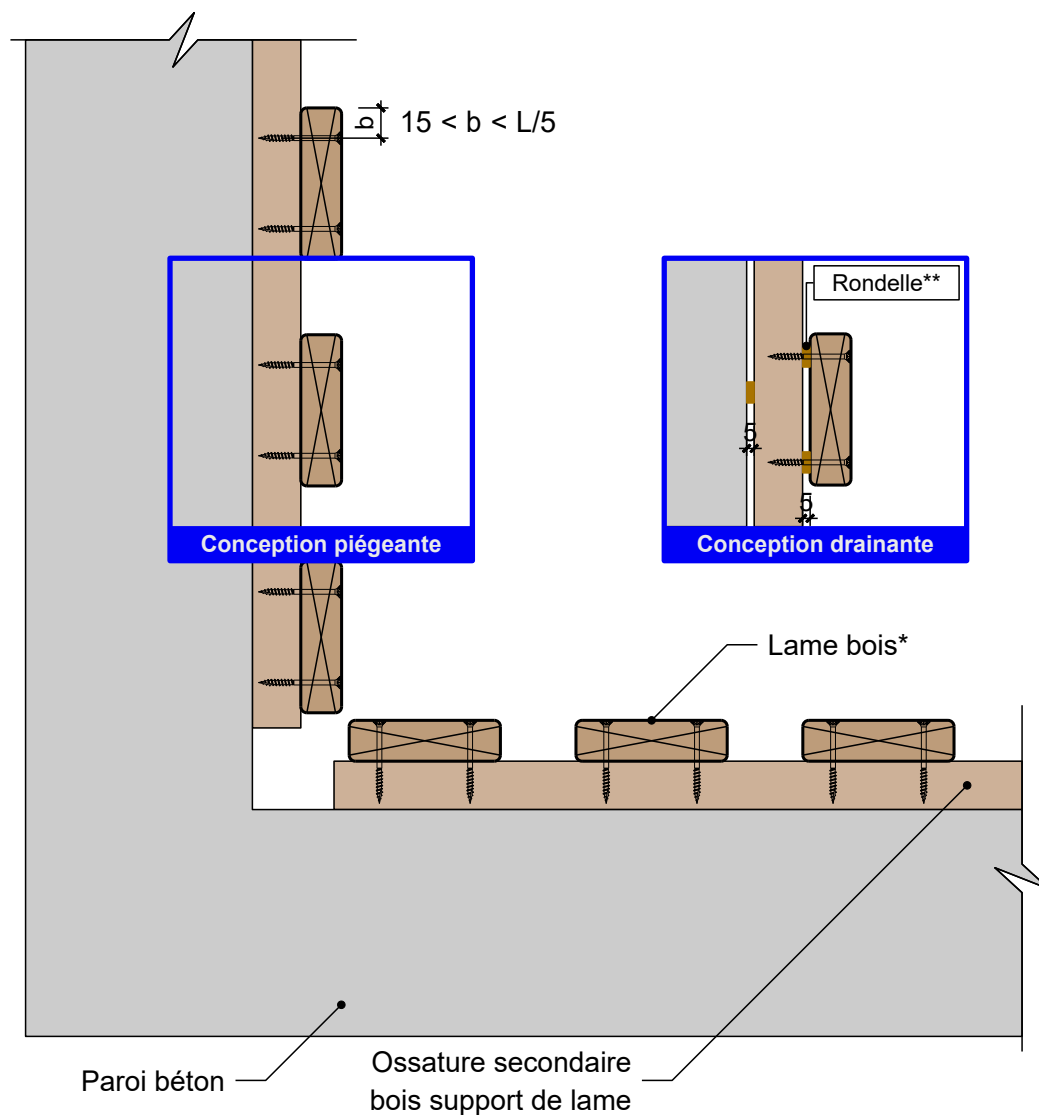 b
15 < b < L/5
Rondelle**
5
5
Conception piégeante
Conception drainante
Lame bois*
Paroi béton
Ossature secondaire
bois support de lame